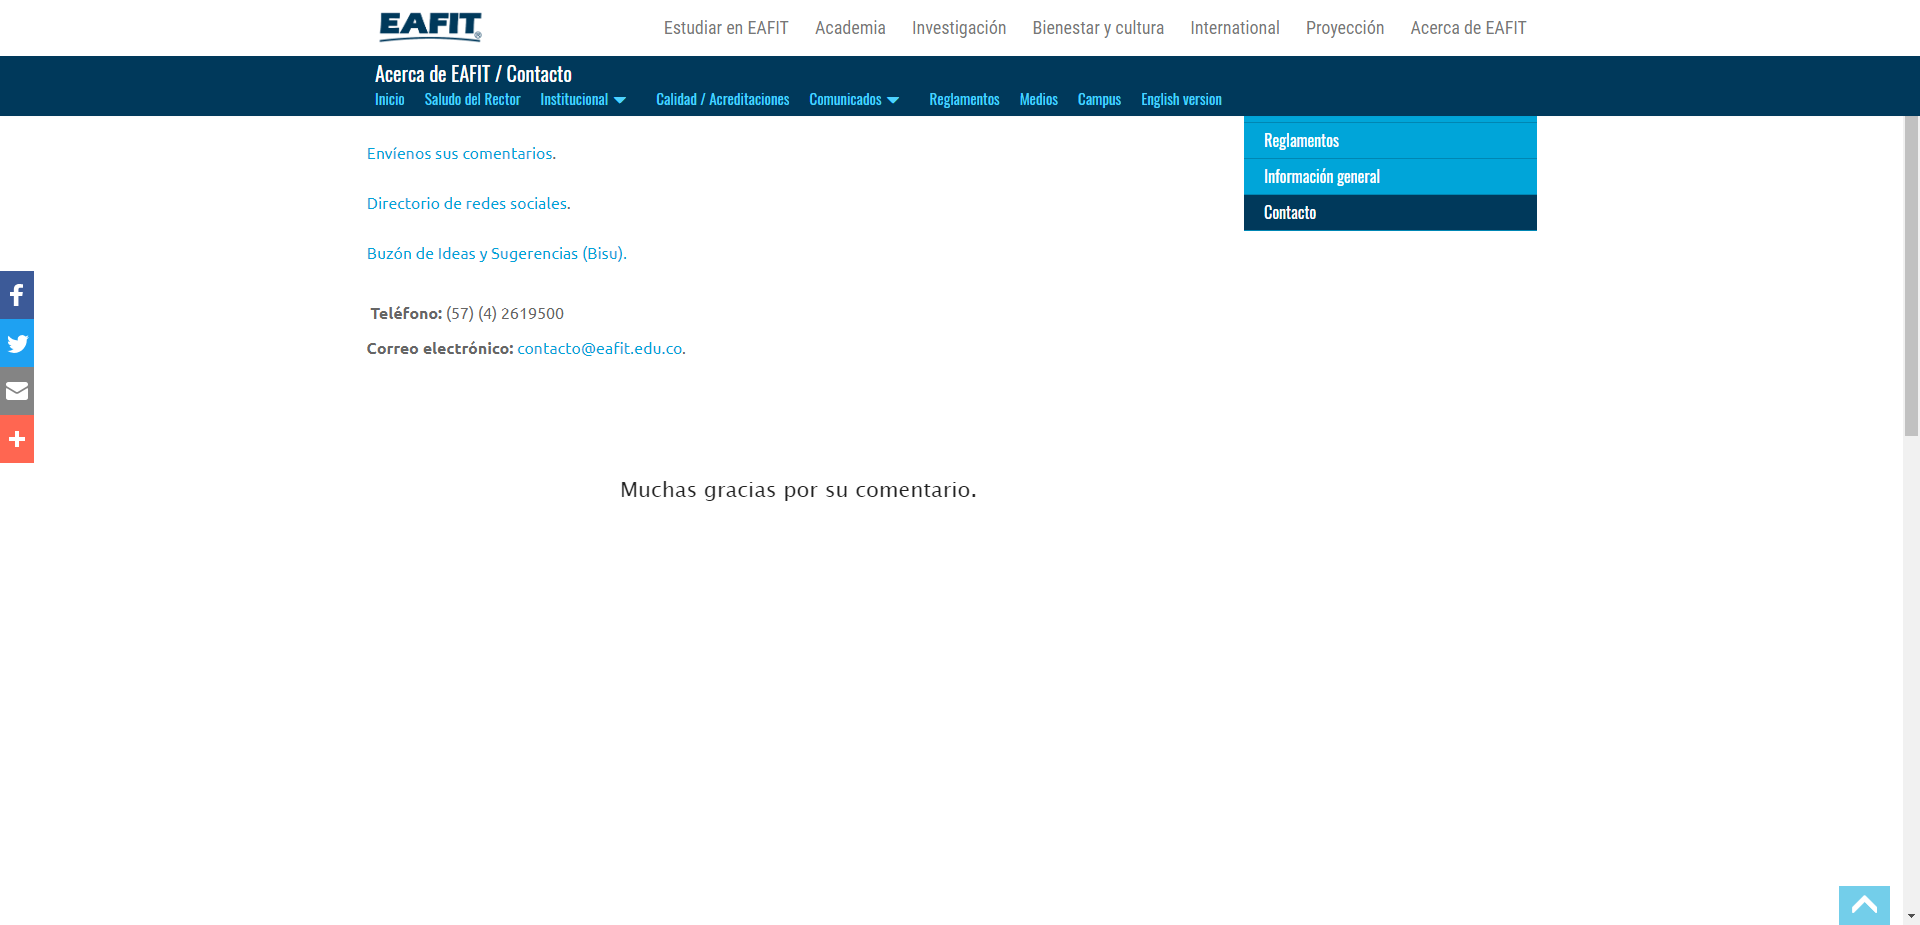 EAFIT®
Estudiar en EAFIT Academia Investigación Bienestar y cultura International Proyección Acerca de EAFIT
Acerca de EAFIT / Contacto
Inicio Saludo del Rector Institucional Calidad / Acreditaciones Comunicados Reglamentos Medios Campus English version
Reglamentos
Información general
Contacto
Envíenos sus comentarios.
Directorio de redes sociales.
Buzón de Ideas y Sugerencias (Bisu).
Teléfono: (57) (4) 2619500
Correo electrónico: contacto@eafit.edu.co.
Muchas gracias por su comentario.